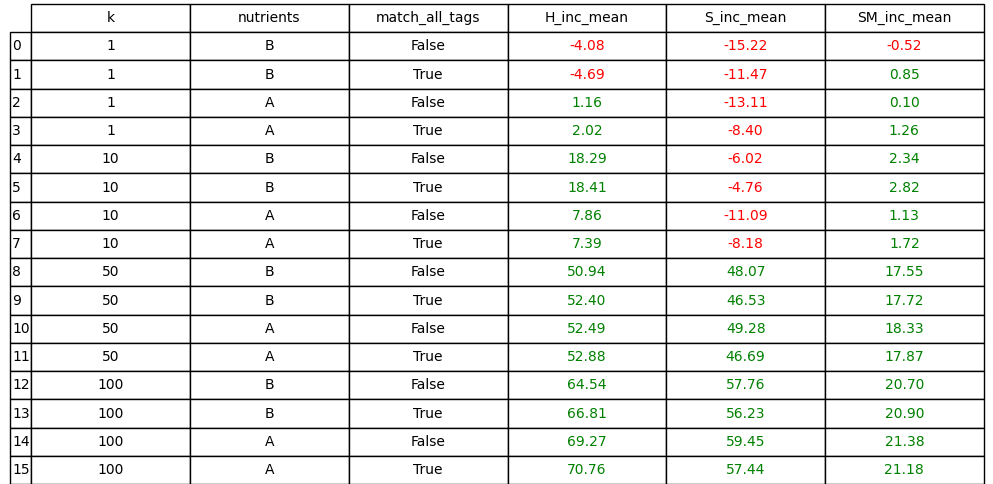 k nutrients match_all_tags H_inc_mean S_inc_mean SM_inc_mean
0 1 B False -4.08 -15.22 -0.52
1 1 B True -4.69 -11.47 0.85
2 1 A False 1.16 -13.11 0.10
3 1 A True 2.02 -8.40 1.26
4 10 B False 18.29 -6.02 2.34
5 10 B True 18.41 -4.76 2.82
6 10 A False 7.86 -11.09 1.13
7 10 A True 7.39 -8.18 1.72
8 50 B False 50.94 48.07 17.55
9 50 B True 52.40 46.53 17.72
10 50 A False 52.49 49.28 18.33
11 50 A True 52.88 46.69 17.87
12 100 B False 64.54 57.76 20.70
13 100 B True 66.81 56.23 20.90
14 100 A False 69.27 59.45 21.38
15 100 A True 70.76 57.44 21.18